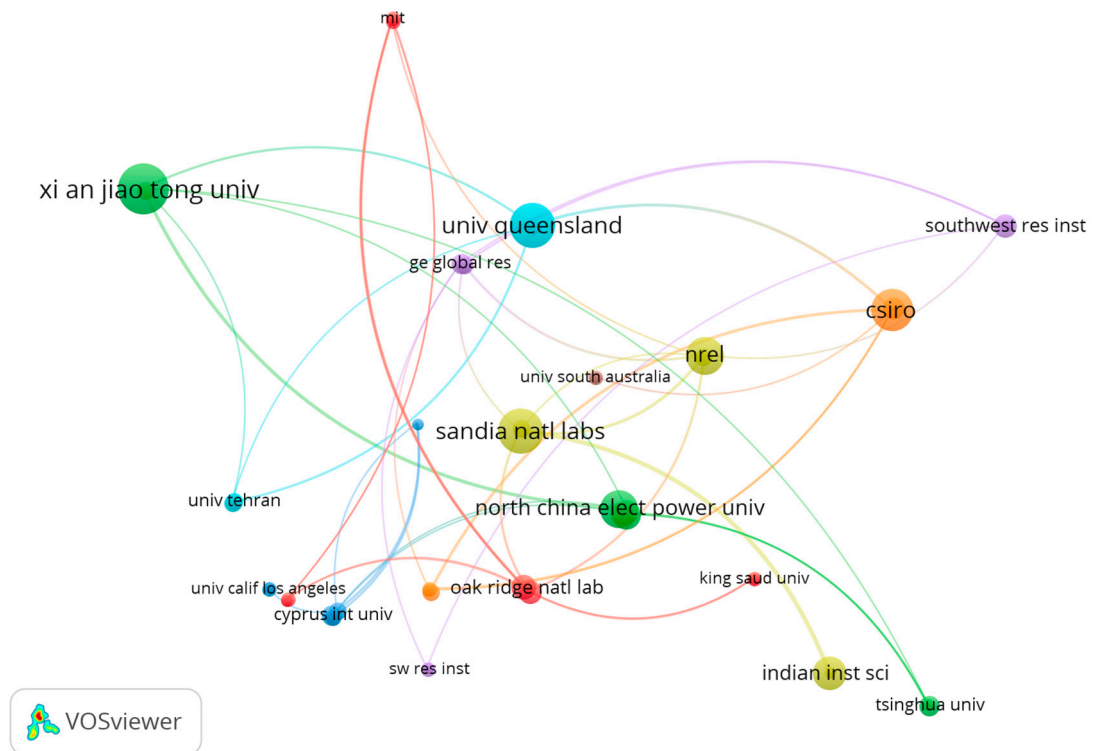 mit
xi an jiao tong univ
univ queensland
southwest res inst
ge global res
csiro
nrel
univ south australia
sandia natl labs
univ tehran
north china elect power univ
king saud univ
oak ridge natl lab
univ calif los angeles
cyprus int univ
sw res inst
indian inst sci
tsinghua univ
VOSviewer